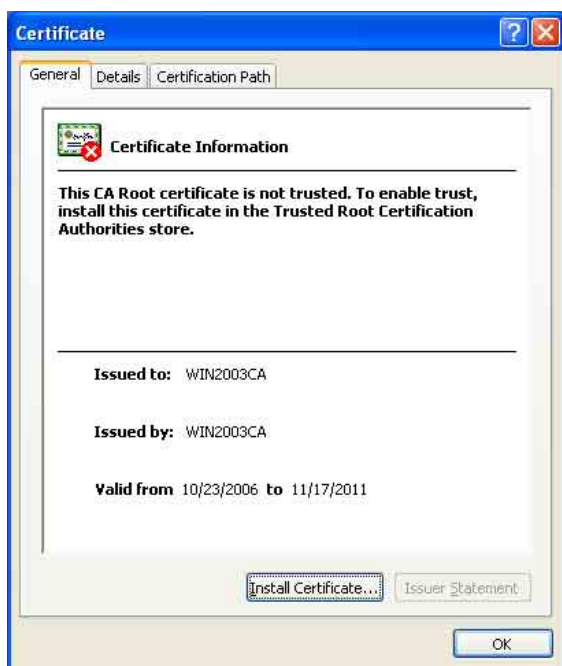 Certificate
General Details Certification Path
Certificate Information
This CA Root certificate is not trusted. To enable trust,
install this certificate in the Trusted Root Certification
Authorities store.
Issued to: WIN2003CA
Issued by: WIN2003CA
Valid from 10/23/2006 to 11/17/2011
Install Certificate... Issuer Statement
OK